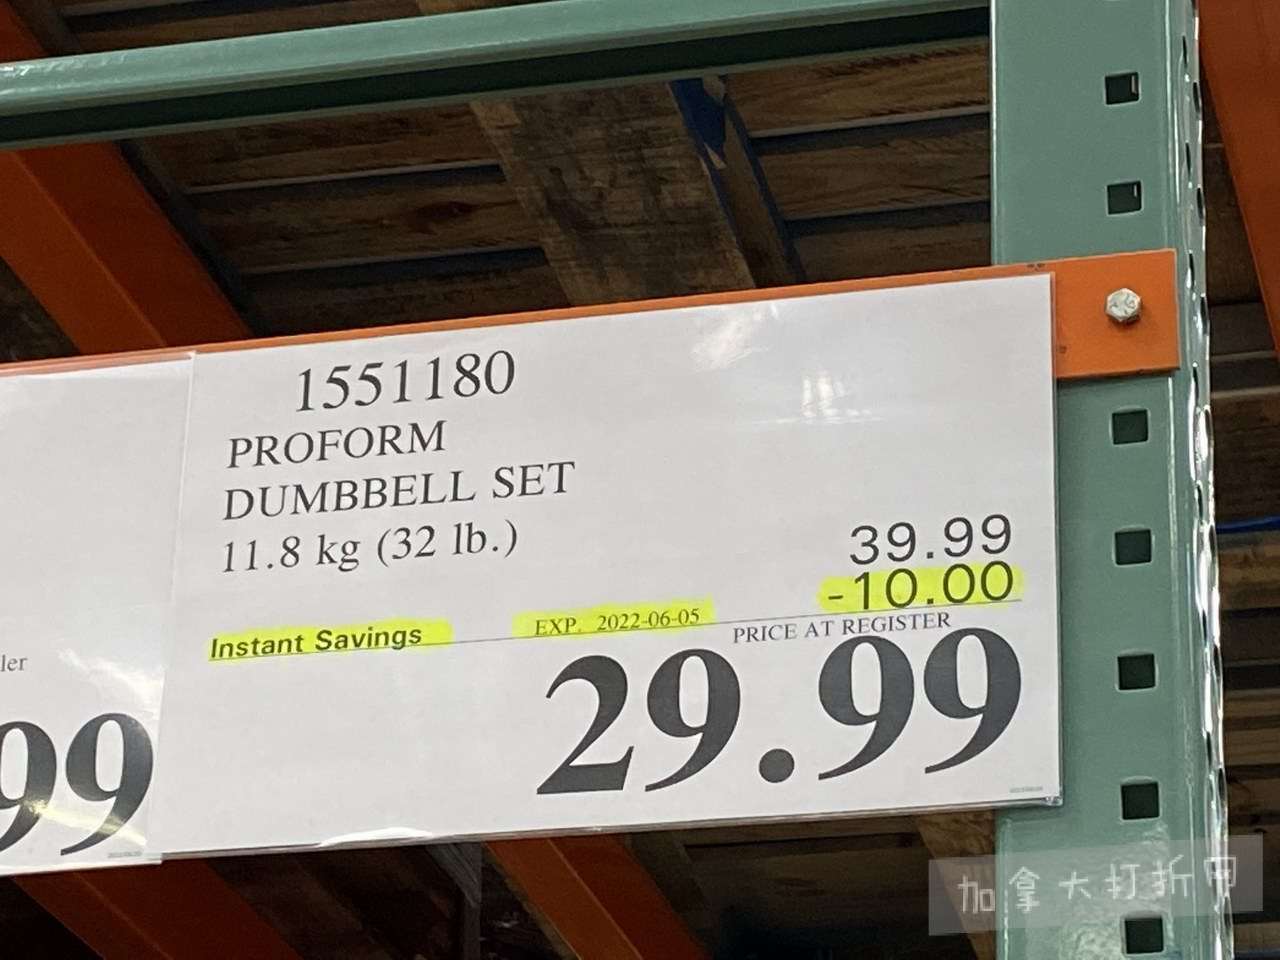 1551180
PROFORM
DUMBBELL SET
11.8 kg (32 lb.)
39.99
-10.00
Instant Savings
EXP. 2022-06-05
PRICE AT REGISTER
29.99
ler
99
加拿大打折网